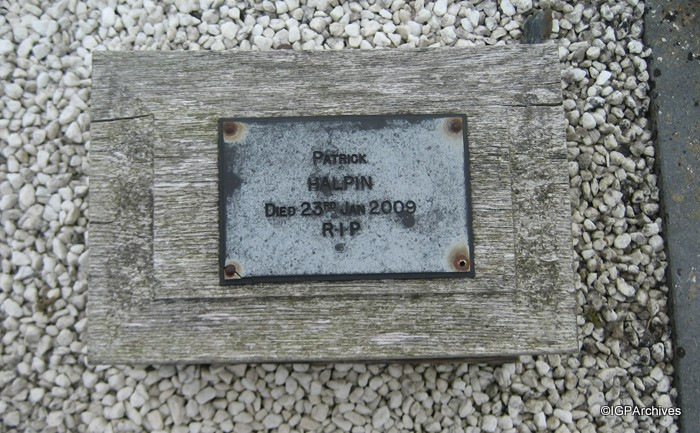 Patrick
HALPIN
Died 23RD Jan 2009
R·I·P
©IGPArchives